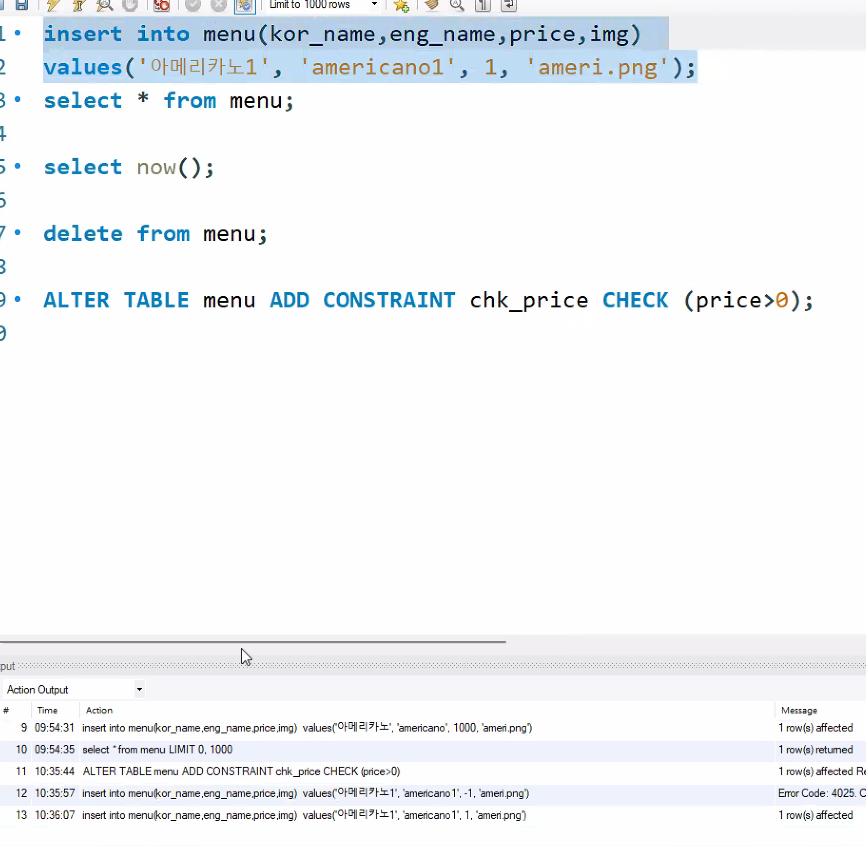 Limit to 1000 rows
1 insert into menu(kor_name,eng_name,price,img)
2 values('아메리카노1', 'americano1', 1, 'ameri.png');
3 select * from menu;
4
5 select now();
6
7 delete from menu;
8
9 ALTER TABLE menu ADD CONSTRAINT chk_price CHECK (price>0);
0
put
Action Output
# Time Action Message
9 09:54:31 insert into menu(kor_name,eng_name,price,img) values('아메리카노', 'americano', 1000, 'ameri.png') 1 row(s) affected
10 09:54:35 select * from menu LIMIT 0, 1000 1 row(s) returned
11 10:35:44 ALTER TABLE menu ADD CONSTRAINT chk_price CHECK (price>0) 1 row(s) affected Re
12 10:35:57 insert into menu(kor_name,eng_name,price,img) values('아메리카노1', 'americano1', -1, 'ameri.png') Error Code: 4025. C
13 10:36:07 insert into menu(kor_name,eng_name,price,img) values('아메리카노1', 'americano1', 1, 'ameri.png') 1 row(s) affected